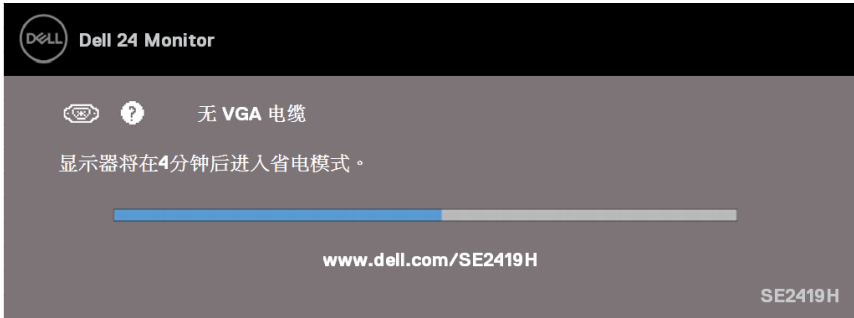 DELL Dell 24 Monitor
? 无 VGA 电缆
显示器将在4分钟后进入省电模式。
www.dell.com/SE2419H
SE2419H